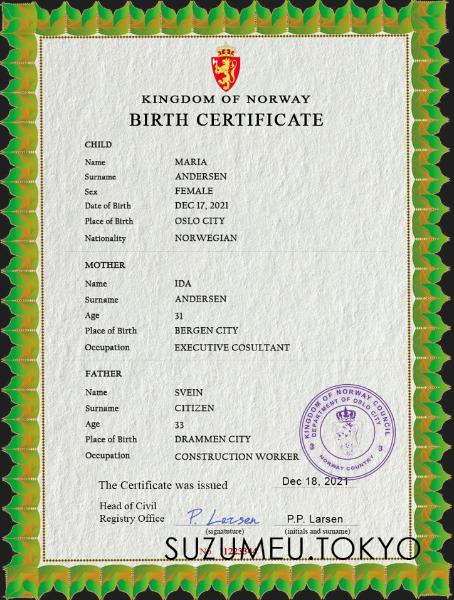 KINGDOM OF NORWAY
BIRTH CERTIFICATE
CHILD
Name MARIA
Surname ANDERSEN
Sex FEMALE
Date of Birth DEC 17, 2021
Place of Birth OSLO CITY
Nationality NORWEGIAN
MOTHER
Name IDA
Surname ANDERSEN
Age 31
Place of Birth BERGEN CITY
Occupation EXECUTIVE COSULTANT
FATHER
Name SVEIN
Surname CITIZEN
Age 33
Place of Birth DRAMMEN CITY
Occupation CONSTRUCTION WORKER
KINGDOM OF NORWAY COUNCIL
DEPARTMENT OF OSLO CITY
NORWAY COUNTRY
The Certificate was issued Dec 18, 2021
Head of Civil
Registry Office P. Larsen P.P. Larsen
(initials and surname)
SUZUMEU.TOKYO